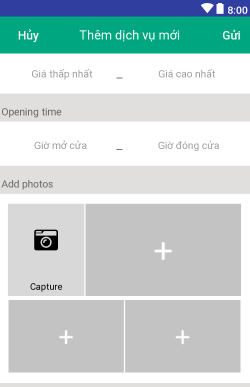 8:00
Hủy Thêm dịch vụ mới Gửi
Giá thấp nhất _ Giá cao nhất
Opening time
Giờ mở cửa _ Giờ đóng cửa
Add photos
+
Capture
+ +